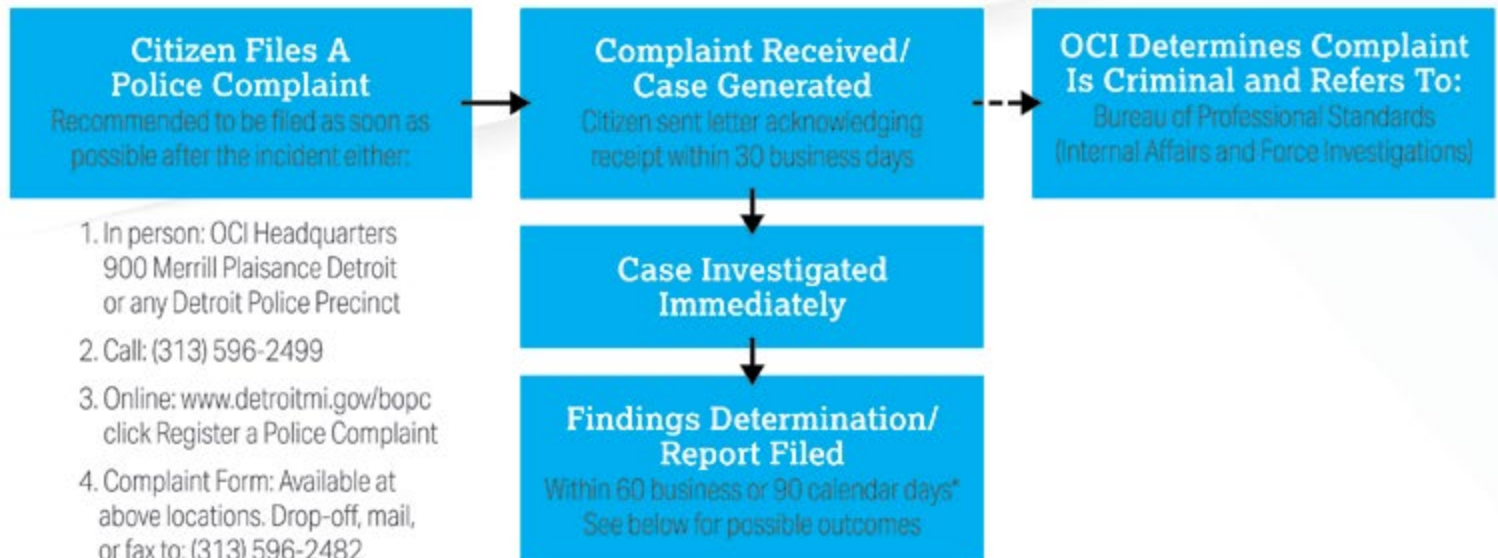 Citizen Files A
Police Complaint
Recommended to be filed as soon as
possible after the incident either:
1. In person: OCI Headquarters
900 Merrill Plaisance Detroit
or any Detroit Police Precinct
2. Call: (313) 596-2499
3. Online: www.detroitmi.gov/bopc
click Register a Police Complaint
4. Complaint Form: Available at
above locations. Drop-off, mail,
or fax to: (313) 596-2482
Complaint Received/
Case Generated
Citizen sent letter acknowledging
receipt within 30 business days
Case Investigated
Immediately
Findings Determination/
Report Filed
Within 60 business or 90 calendar days*
See below for possible outcomes
OCI Determines Complaint
Is Criminal and Refers To:
Bureau of Professional Standards
(Internal Affairs and Force Investigations)